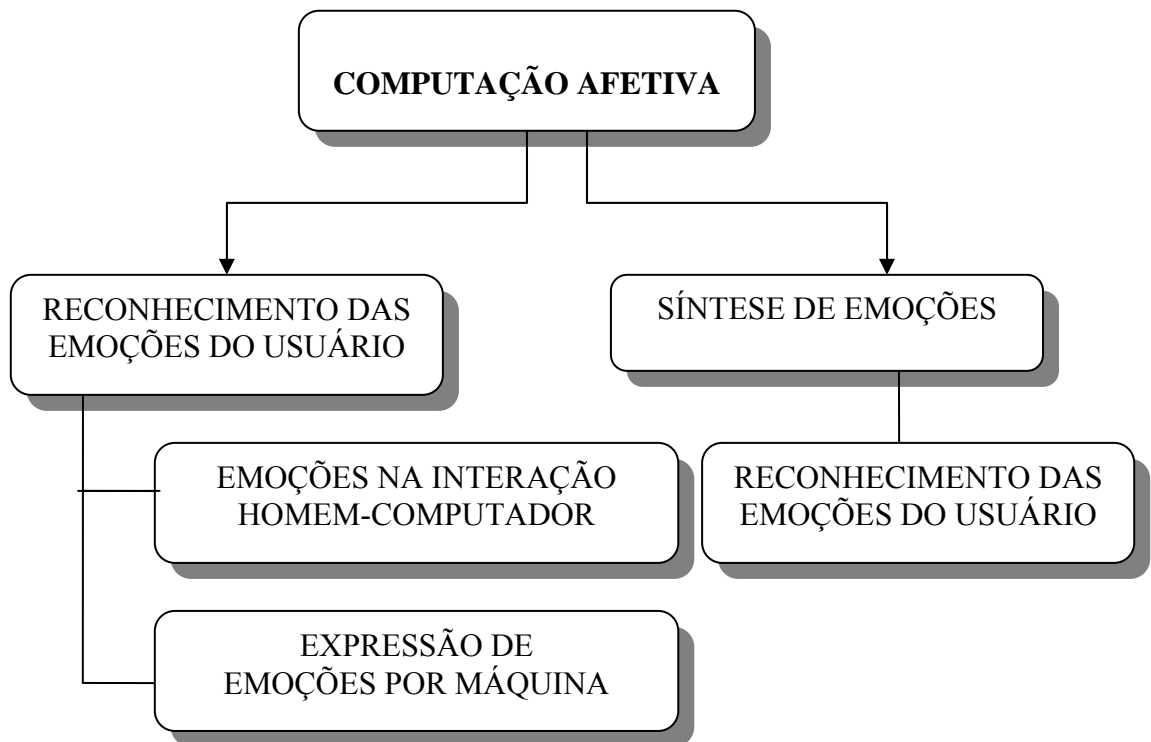 COMPUTAÇÃO AFETIVA
RECONHECIMENTO DAS
EMOÇÕES DO USUÁRIO
SÍNTESE DE EMOÇÕES
EMOÇÕES NA INTERAÇÃO
HOMEM-COMPUTADOR
RECONHECIMENTO DAS
EMOÇÕES DO USUÁRIO
EXPRESSÃO DE
EMOÇÕES POR MÁQUINA